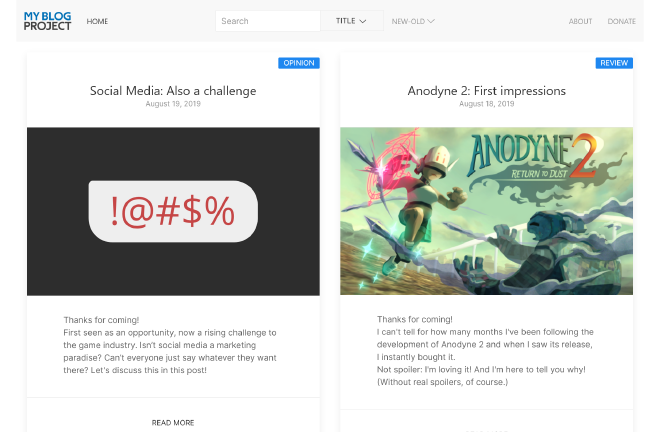 MY BLOG
PROJECT
HOME
Search
TITLE
NEW-OLD
ABOUT
DONATE
OPINION
Social Media: Also a challenge
August 19, 2019
!@#$%
Thanks for coming!
First seen as an opportunity, now a rising challenge to
the game industry. Isn't social media a marketing
paradise? Can't everyone just say whatever they want
there? Let's discuss this in this post!
READ MORE
REVIEW
Anodyne 2: First impressions
August 18, 2019
ANODYNE 2
RETURN TO DUST
Thanks for coming!
I can't tell for how many months I've been following the
development of Anodyne 2 and when I saw its release,
I instantly bought it.
Not spoiler: I'm loving it! And I'm here to tell you why!
(Without real spoilers, of course.)